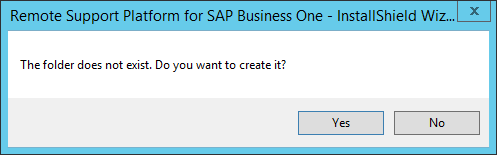 Remote Support Platform for SAP Business One - InstallShield Wiz...
The folder does not exist. Do you want to create it?
Yes
No